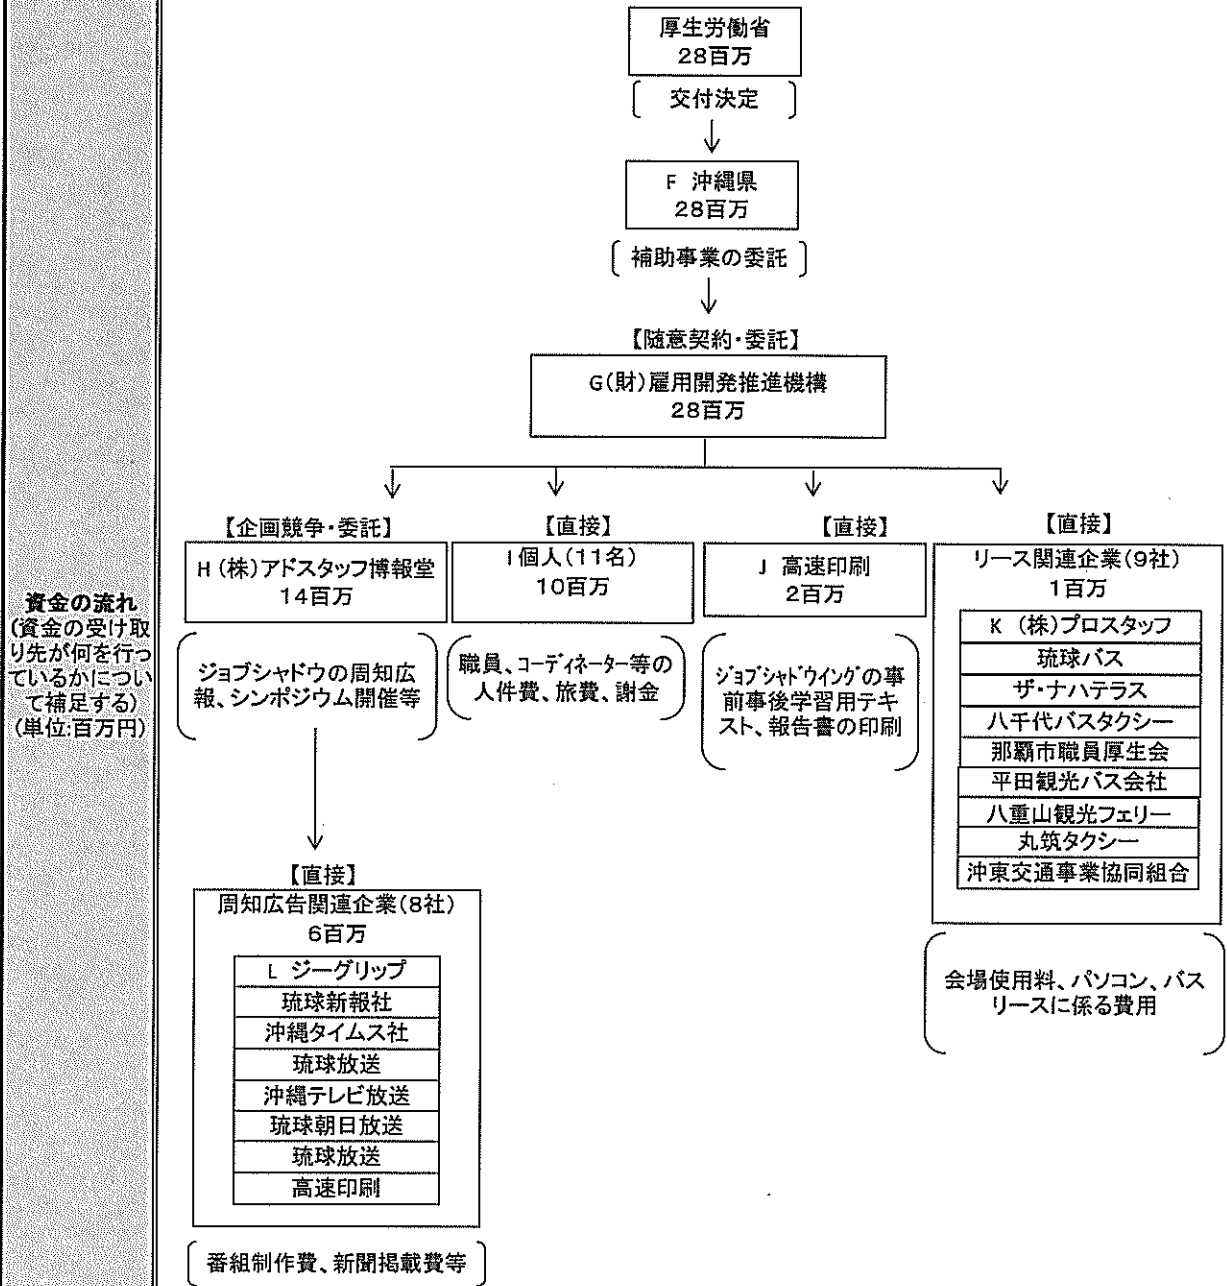 厚生労働省
28百万
交付決定
F 沖縄県
28百万
補助事業の委託
【随意契約・委託】
G(財)雇用開発推進機構
28百万
【企画競争・委託】
H (株)アドスタッフ博報堂
14百万
ジョブシャドウの周知広
報、シンポジウム開催等
【直接】
I 個人(11名)
10百万
職員、コーディネーター等の
人件費、旅費、謝金
【直接】
J 高速印刷
2百万
ジョブシャドウイングの事
前事後学習用テキ
スト、報告書の印刷
【直接】
リース関連企業(9社)
1百万
K (株)プロスタッフ
琉球バス
ザ・ナハテラス
八千代バスタクシー
那覇市職員厚生会
平田観光バス会社
八重山観光フェリー
丸筑タクシー
沖東交通事業協同組合
会場使用料、パソコン、バス
リースに係る費用
資金の流れ
(資金の受け取
り先が何を行っ
ているかについ
て補足する)
(単位:百万円)
【直接】
周知広告関連企業(8社)
6百万
L ジーグリップ
琉球新報社
沖縄タイムス社
琉球放送
沖縄テレビ放送
琉球朝日放送
琉球放送
高速印刷
番組制作費、新聞掲載費等